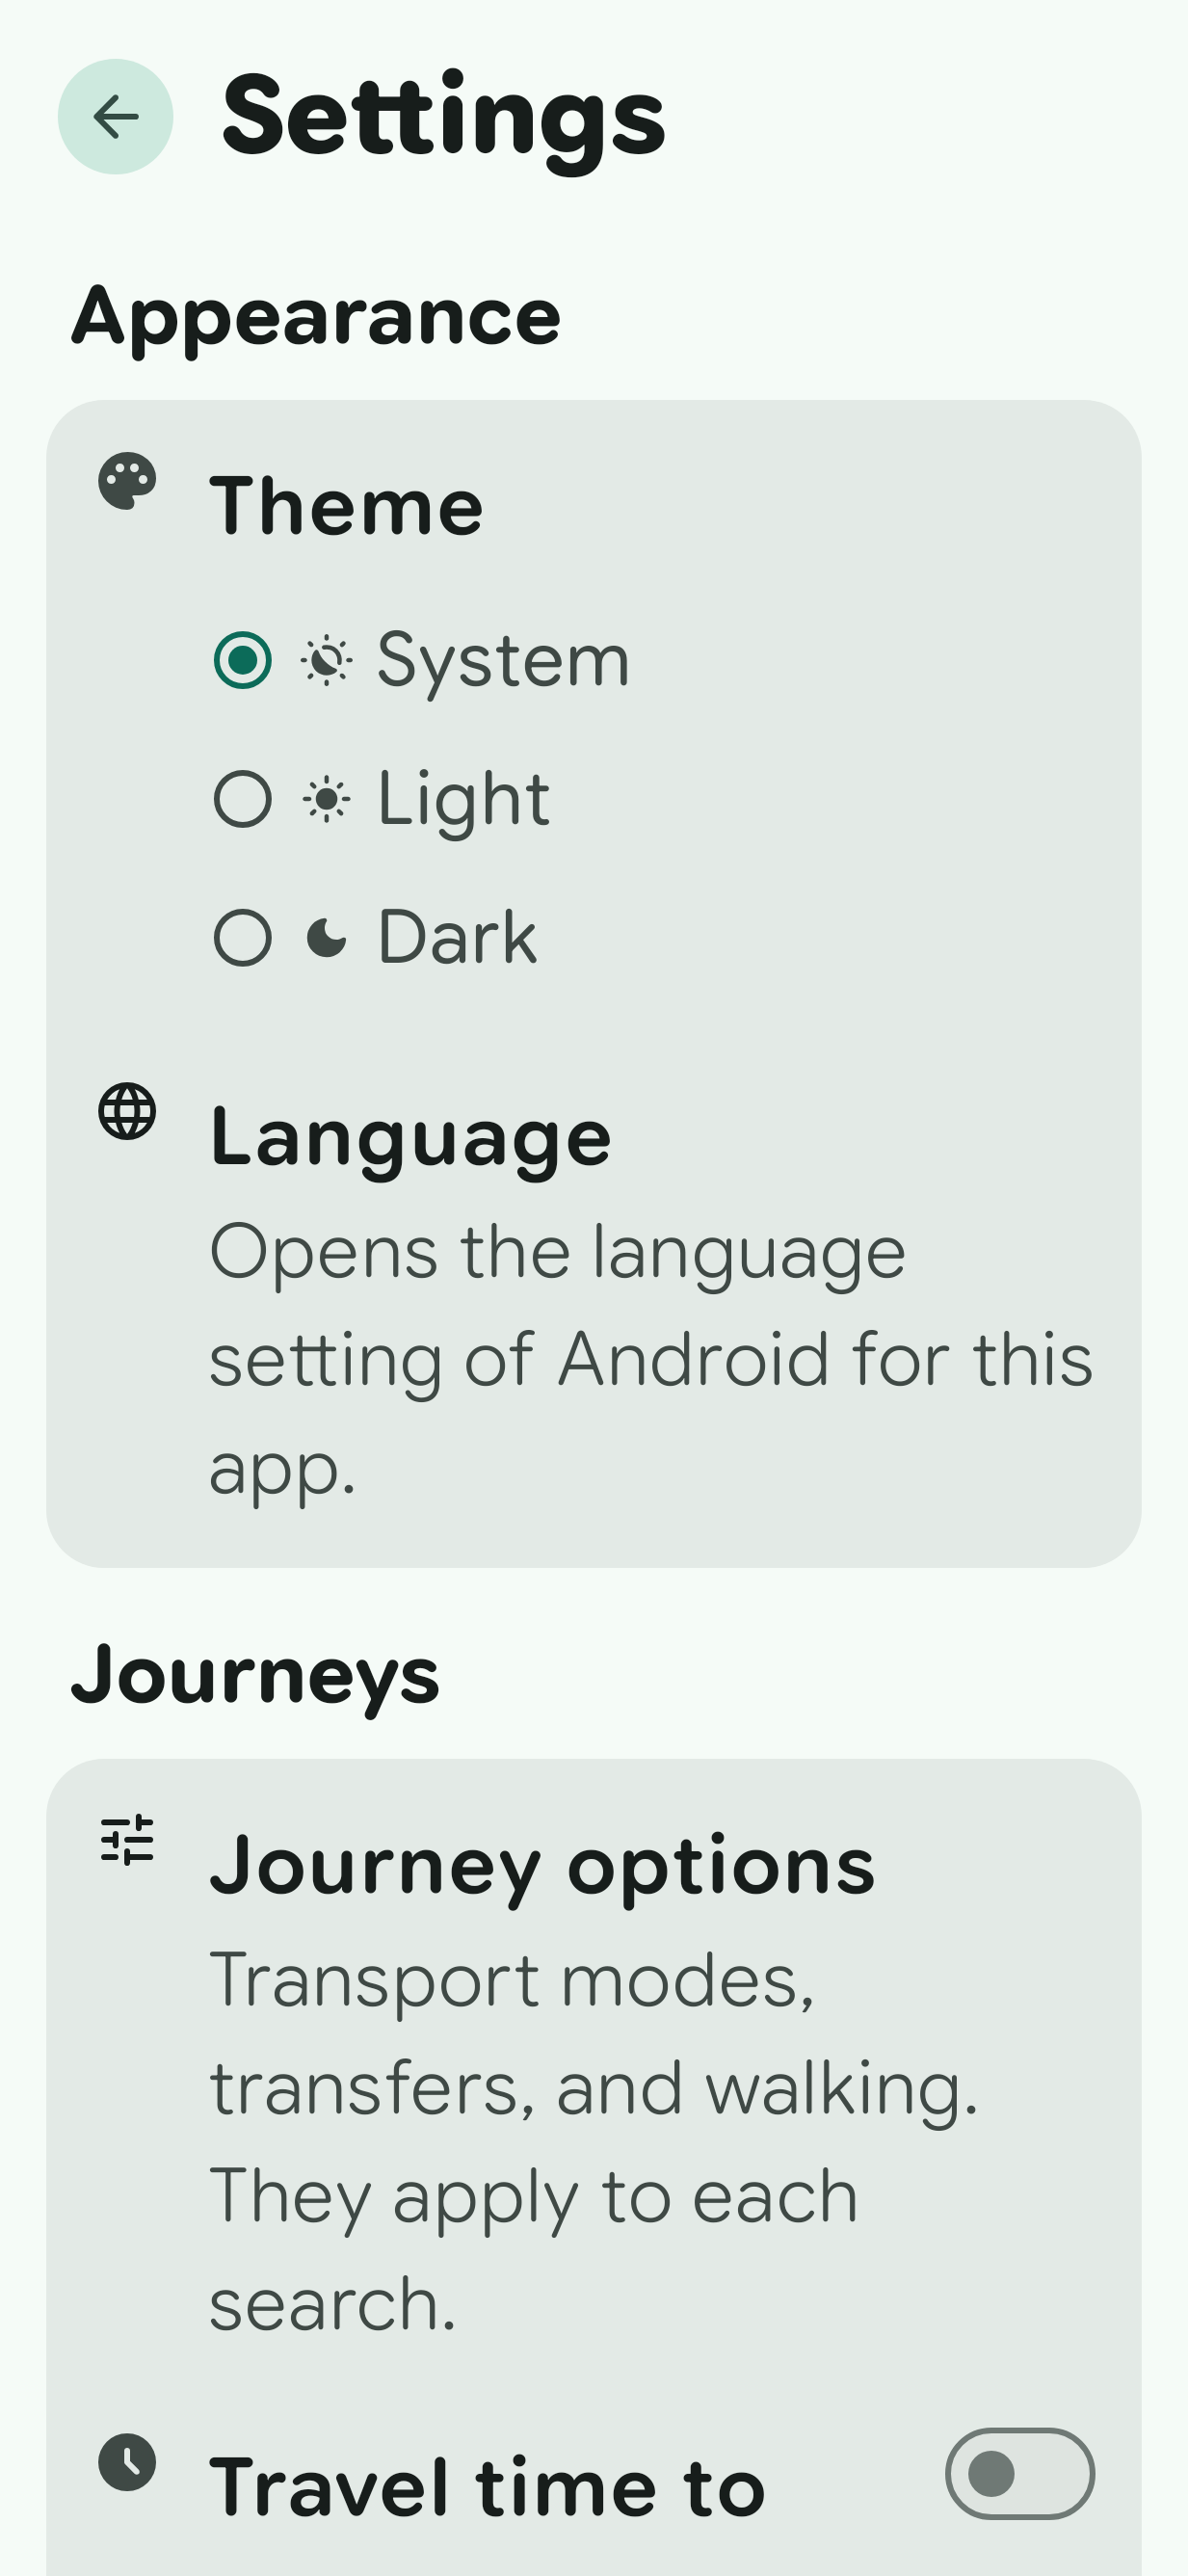 Settings
Appearance
Theme
System
Light
Dark
Language
Opens the language
setting of Android for this
app.
Journeys
Journey options
Transport modes,
transfers, and walking.
They apply to each
search.
Travel time to